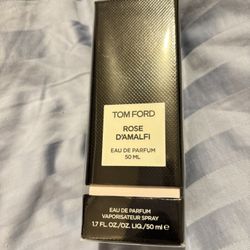 TOM FORD
ROSE
D'AMALFI
EAU DE PARFUM
50 ML
EAU DE PARFUM
VAPORISATEUR SPRAY
1.7 FL.OZ./OZ. LIQ./50 ml ℮